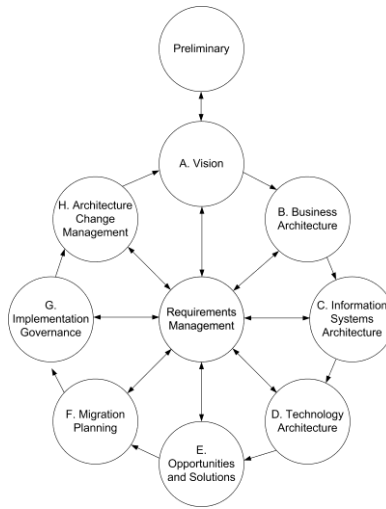 Preliminary
A. Vision
H. Architecture
Change
Management
B. Business
Architecture
G.
Implementation
Governance
Requirements
Management
C. Information
Systems
Architecture
F. Migration
Planning
D. Technology
Architecture
E.
Opportunities
and Solutions